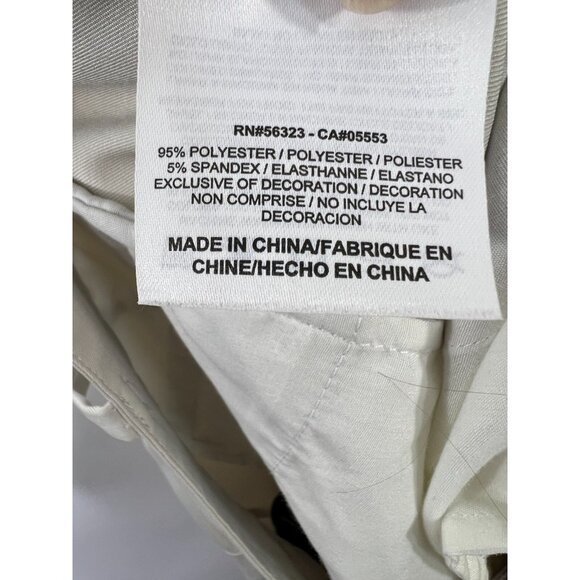 RN#56323 - CA#05553
95% POLYESTER / POLYESTER / POLIESTER
5% SPANDEX / ELASTHANNE / ELASTANO
EXCLUSIVE OF DECORATION / DECORATION
NON COMPRISE / NO INCLUYE LA
DECORACION
MADE IN CHINA/FABRIQUE EN
CHINE/HECHO EN CHINA